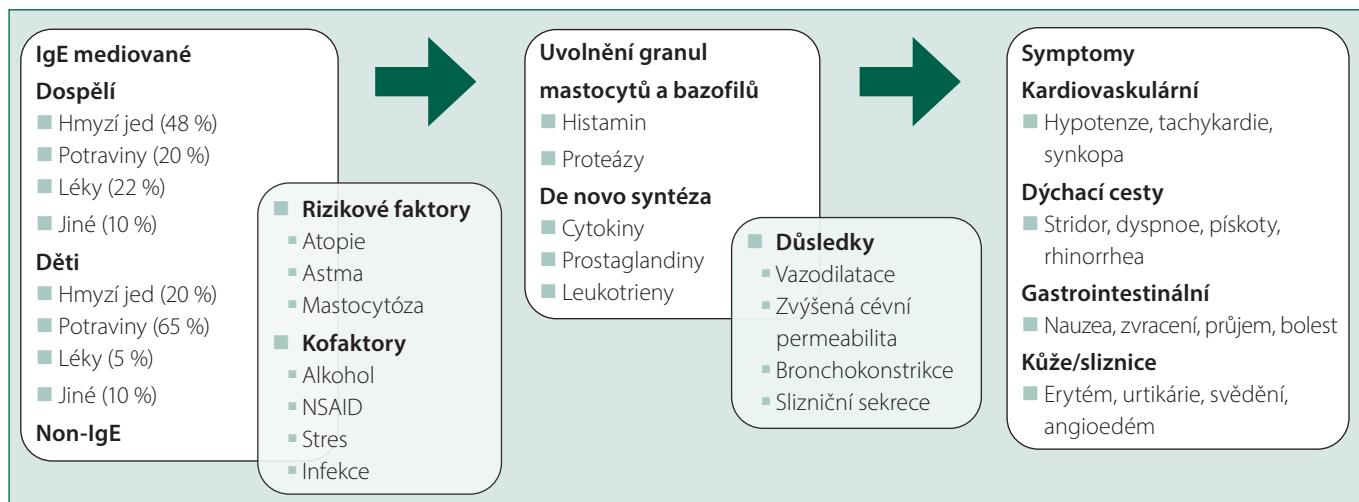 IgE mediované
Dospělí
Hmyzí jed (48 %)
Potraviny (20 %)
Léky (22 %)
Jiné (10 %)
Děti
Hmyzí jed (20 %)
Potraviny (65 %)
Léky (5 %)
Jiné (10 %)
Non-IgE
Rizikové faktory
Atopie
Astma
Mastocytóza
Kofaktory
Alkohol
NSAID
Stres
Infekce
Uvolnění granul
mastocytů a bazofilů
Histamin
Proteázy
De novo syntéza
Cytokiny
Prostaglandiny
Leukotrieny
Důsledky
Vazodilatace
Zvýšená cévní
permeabilita
Bronchokonstrikce
Slizniční sekrece
Symptomy
Kardiovaskulární
Hypotenze, tachykardie,
synkopa
Dýchací cesty
Stridor, dyspnoe, pískoty,
rhinorrhea
Gastrointestinální
Nauzea, zvracení, průjem, bolest
Kůže/sliznice
Erytém, urtikárie, svědění,
angioedém